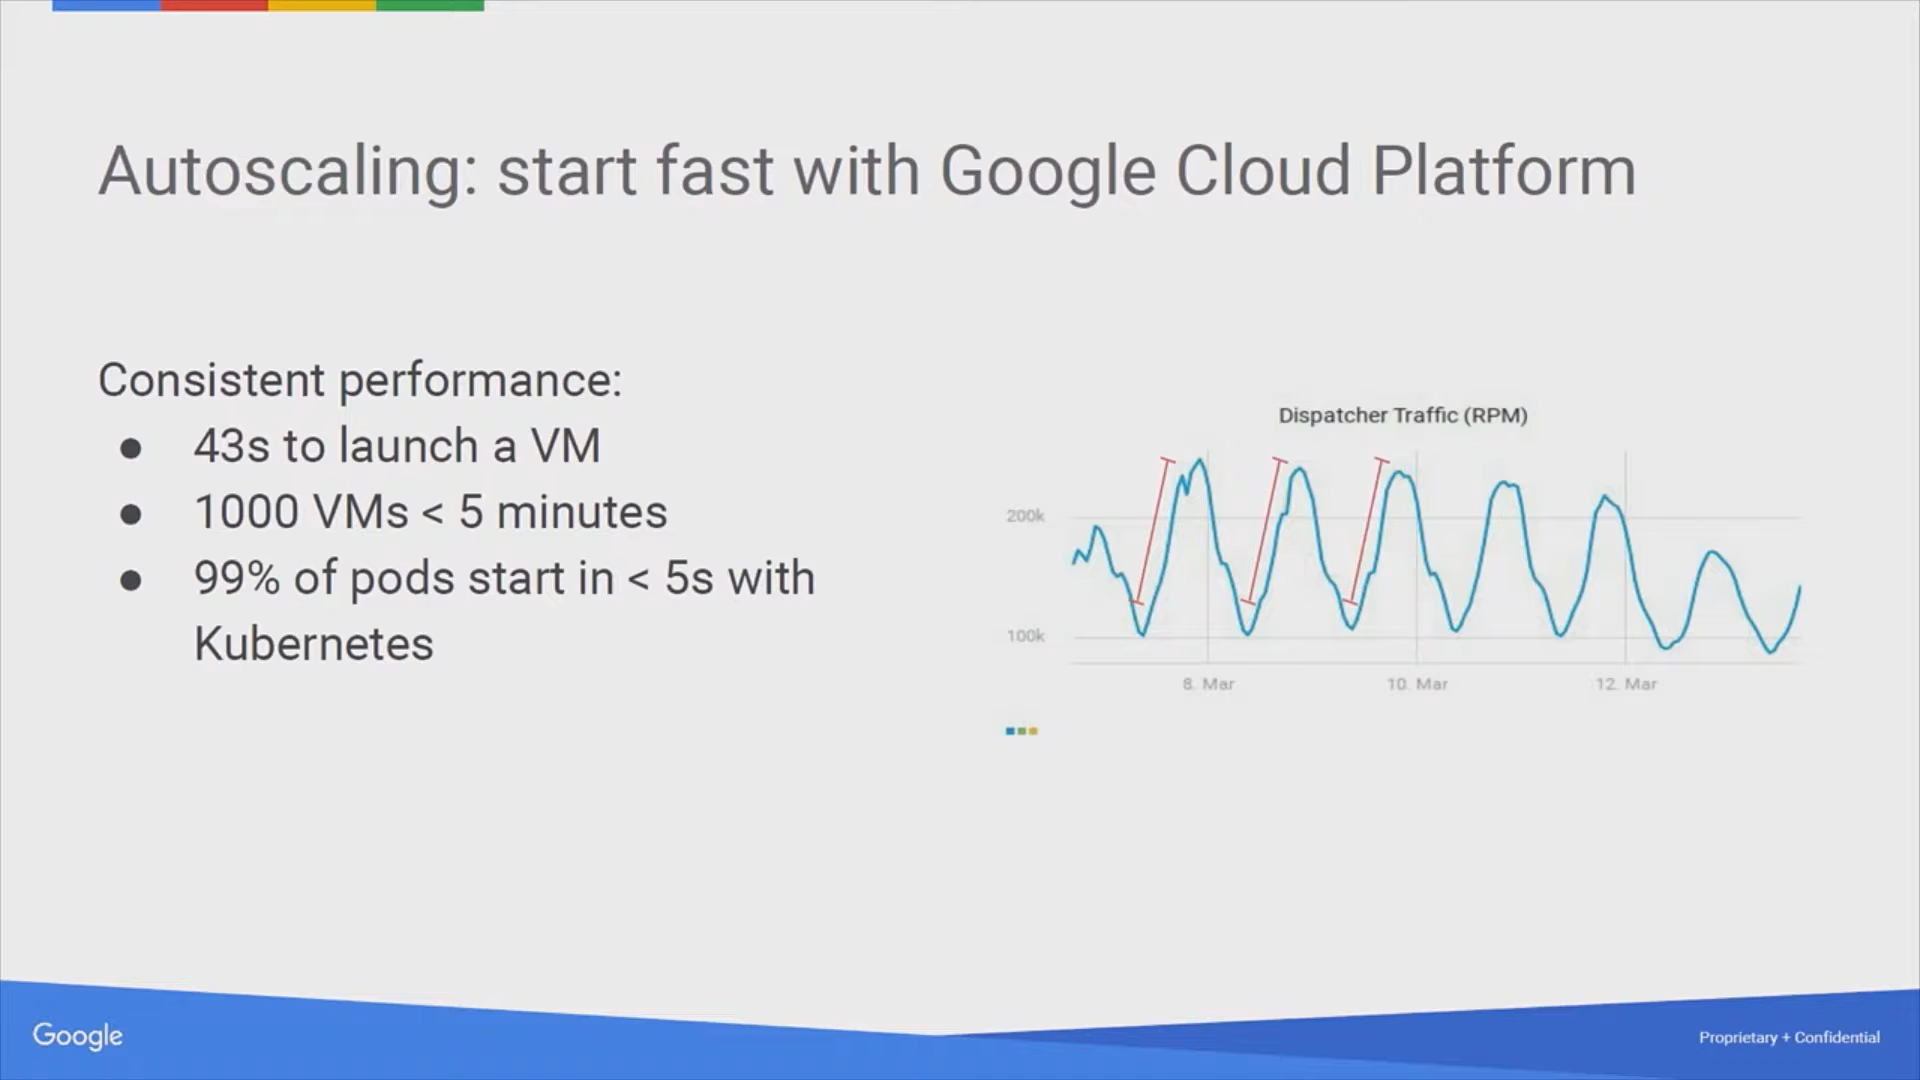 Autoscaling: start fast with Google Cloud Platform
Consistent performance:
● 43s to launch a VM
● 1000 VMs < 5 minutes
● 99% of pods start in < 5s with
Kubernetes
Dispatcher Traffic (RPM)
200k
100k
8. Mar
10. Mar
12. Mar
Google
Proprietary + Confidential